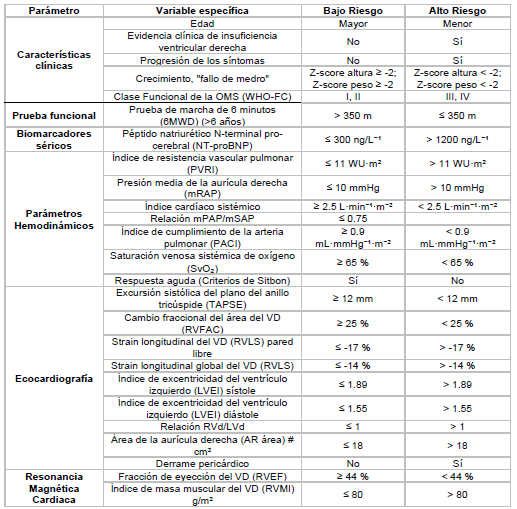 Parámetro Variable específica Bajo Riesgo Alto Riesgo
Características clínicas
Edad Mayor Menor
Evidencia clínica de insuficiencia
ventricular derecha No Sí
Progresión de los síntomas No Sí
Crecimiento, "fallo de medro" Z-score altura ≥ -2; Z-score altura < -2;
Z-score peso ≥ -2 Z-score peso < -2
Clase Funcional de la OMS (WHO-FC) I, II III, IV
Prueba funcional Prueba de marcha de 6 minutos
(6MWD) (>6 años) > 350 m ≤ 350 m
Biomarcadores
séricos
Péptido natriurético N-terminal pro-
cerebral (NT-proBNP) ≤ 300 ng/L⁻¹ > 1200 ng/L⁻¹
Parámetros
Hemodinámicos
Índice de resistencia vascular pulmonar
(PVRI) ≤ 11 WU·m² > 11 WU·m²
Presión media de la aurícula derecha
(mRAP) ≤ 10 mmHg > 10 mmHg
Índice cardíaco sistémico ≥ 2.5 L·min⁻¹·m⁻² < 2.5 L·min⁻¹·m⁻²
Relación mPAP/mSAP ≤ 0.75
Índice de cumplimiento de la arteria
pulmonar (PACI)
≥ 0.9 < 0.9
mL·mmHg⁻¹·m⁻² mL·mmHg⁻¹·m⁻²
Saturación venosa sistémica de oxígeno
(SvO₂) ≥ 65 % < 65 %
Respuesta aguda (Criterios de Sitbon) Sí No
Ecocardiografía
Excursión sistólica del plano del anillo
tricúspide (TAPSE) ≥ 12 mm < 12 mm
Cambio fraccional del área del VD
(RVFAC) ≥ 25 % < 25 %
Strain longitudinal del VD (RVLS) pared
libre ≤ -17 % > -17 %
Strain longitudinal global del VD (RVLS) ≤ -14 % > -14 %
Índice de excentricidad del ventrículo
izquierdo (LVEI) sístole ≤ 1.89 > 1.89
Índice de excentricidad del ventrículo
izquierdo (LVEI) diástole ≤ 1.55 > 1.55
Relación RVd/LVd ≤ 1 > 1
Área de la aurícula derecha (AR área) #
cm² ≤ 18 > 18
Derrame pericárdico No Sí
Resonancia
Magnética
Cardiaca
Fracción de eyección del VD (RVEF) ≥ 44 % < 44 %
Índice de masa muscular del VD (RVMI)
g/m² ≤ 80 > 80